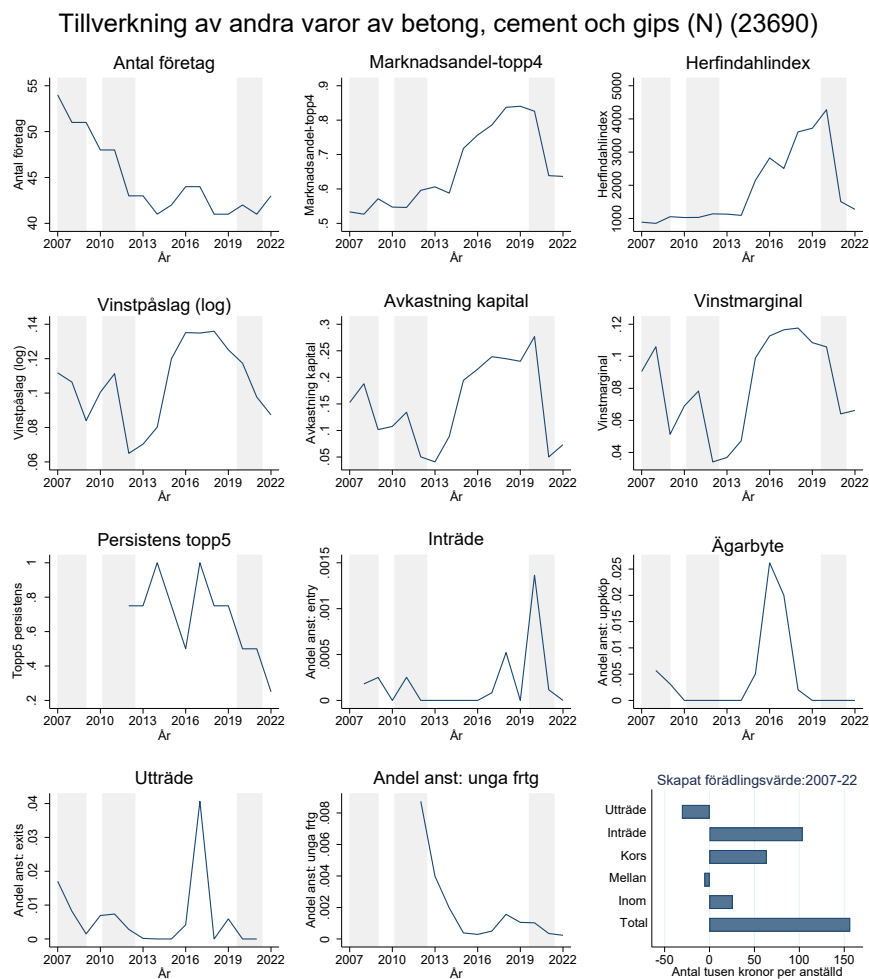 Tillverkning av andra varor av betong, cement och gips (N) (23690)
Antal företag
Antal företag
40 45 50 55
2007 2010 2013 2016 2019 2022
År
Marknadsandel-topp4
Marknadsandel-topp4
.5 .6 .7 .8 .9
2007 2010 2013 2016 2019 2022
År
Herfindahlindex
Herfindahlindex
1000 2000 3000 4000 5000
2007 2010 2013 2016 2019 2022
År
Vinstpåslag (log)
Vinstpåslag (log)
.06 .08 .1 .12 .14
2007 2010 2013 2016 2019 2022
År
Avkastning kapital
Avkastning kapital
.05 .1 .15 .2 .25 .3
2007 2010 2013 2016 2019 2022
År
Vinstmarginal
Vinstmarginal
.04 .06 .08 .1 .12
2007 2010 2013 2016 2019 2022
År
Persistens topp5
Topp5 persistens
.2 .4 .6 .8 1
2007 2010 2013 2016 2019 2022
År
Inträde
Andel anst: entry
0 .0005 .001 .0015
2007 2010 2013 2016 2019 2022
År
Ägarbyte
Andel anst: uppköp
0 .005 .01 .015 .02 .025
2007 2010 2013 2016 2019 2022
År
Utträde
Andel anst: exits
0 .01 .02 .03 .04
2007 2010 2013 2016 2019 2022
År
Andel anst: unga frtg
Andel anst: unga frtg
0 .002 .004 .006 .008
2007 2010 2013 2016 2019 2022
År
Skapat förädlingsvärde:2007-22
Utträde
Inträde
Kors
Mellan
Inom
Total
-50 0 50 100 150
Antal tusen kronor per anställd